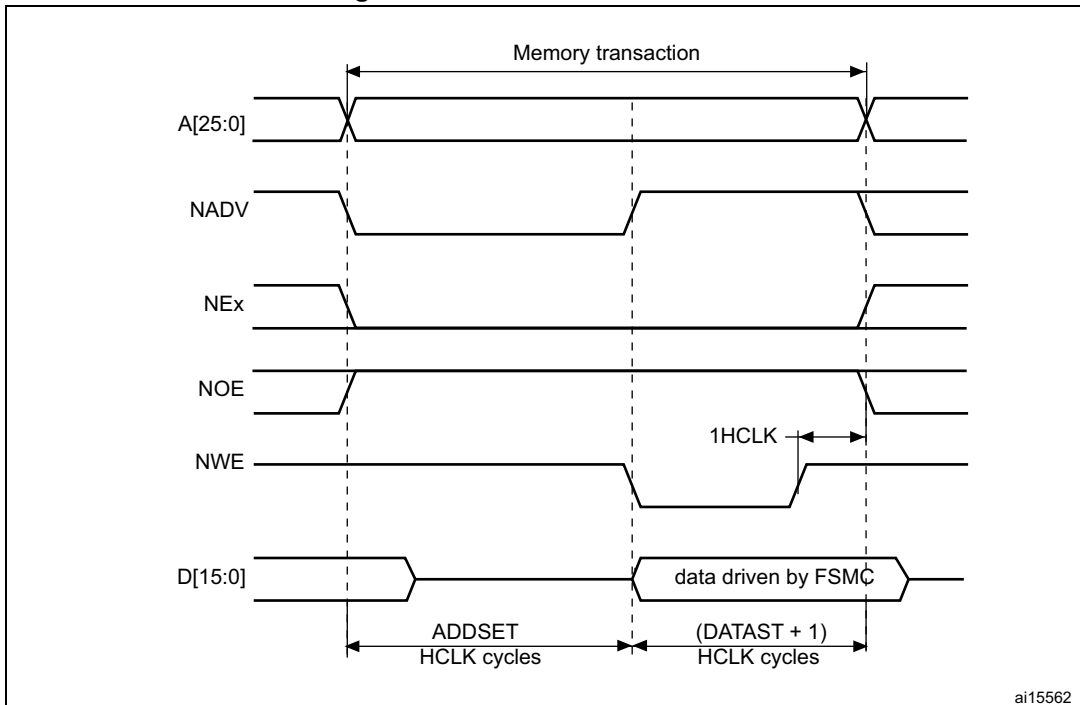 Memory transaction
A[25:0]
NADV
NEx
NOE
1HCLK
NWE
D[15:0]
data driven by FSMC
ADDSET
HCLK cycles
(DATAST + 1)
HCLK cycles
ai15562